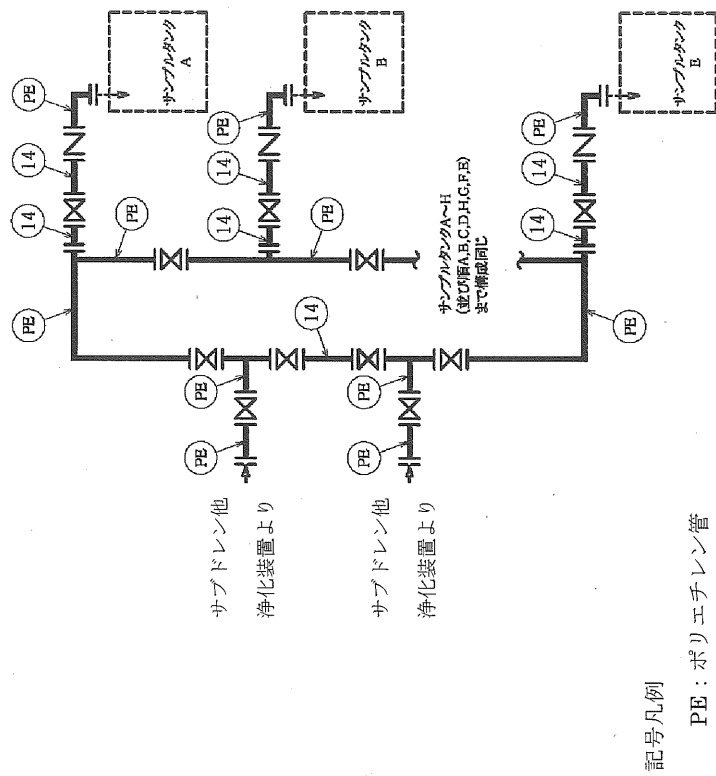 PE
サンプルタンク
A
14
14
PE
PE
PE
サンプルタンク
B
14
14
PE
PE
サンプルタンク
E
14
14
PE
サンプルタンクA～H
(並び順A,B,C,D,H,G,F,E)
まで構成同じ
14
PE
PE
PE
PE
サブドレン他
浄化装置より
サブドレン他
浄化装置より
記号凡例
PE：ポリエチレン管